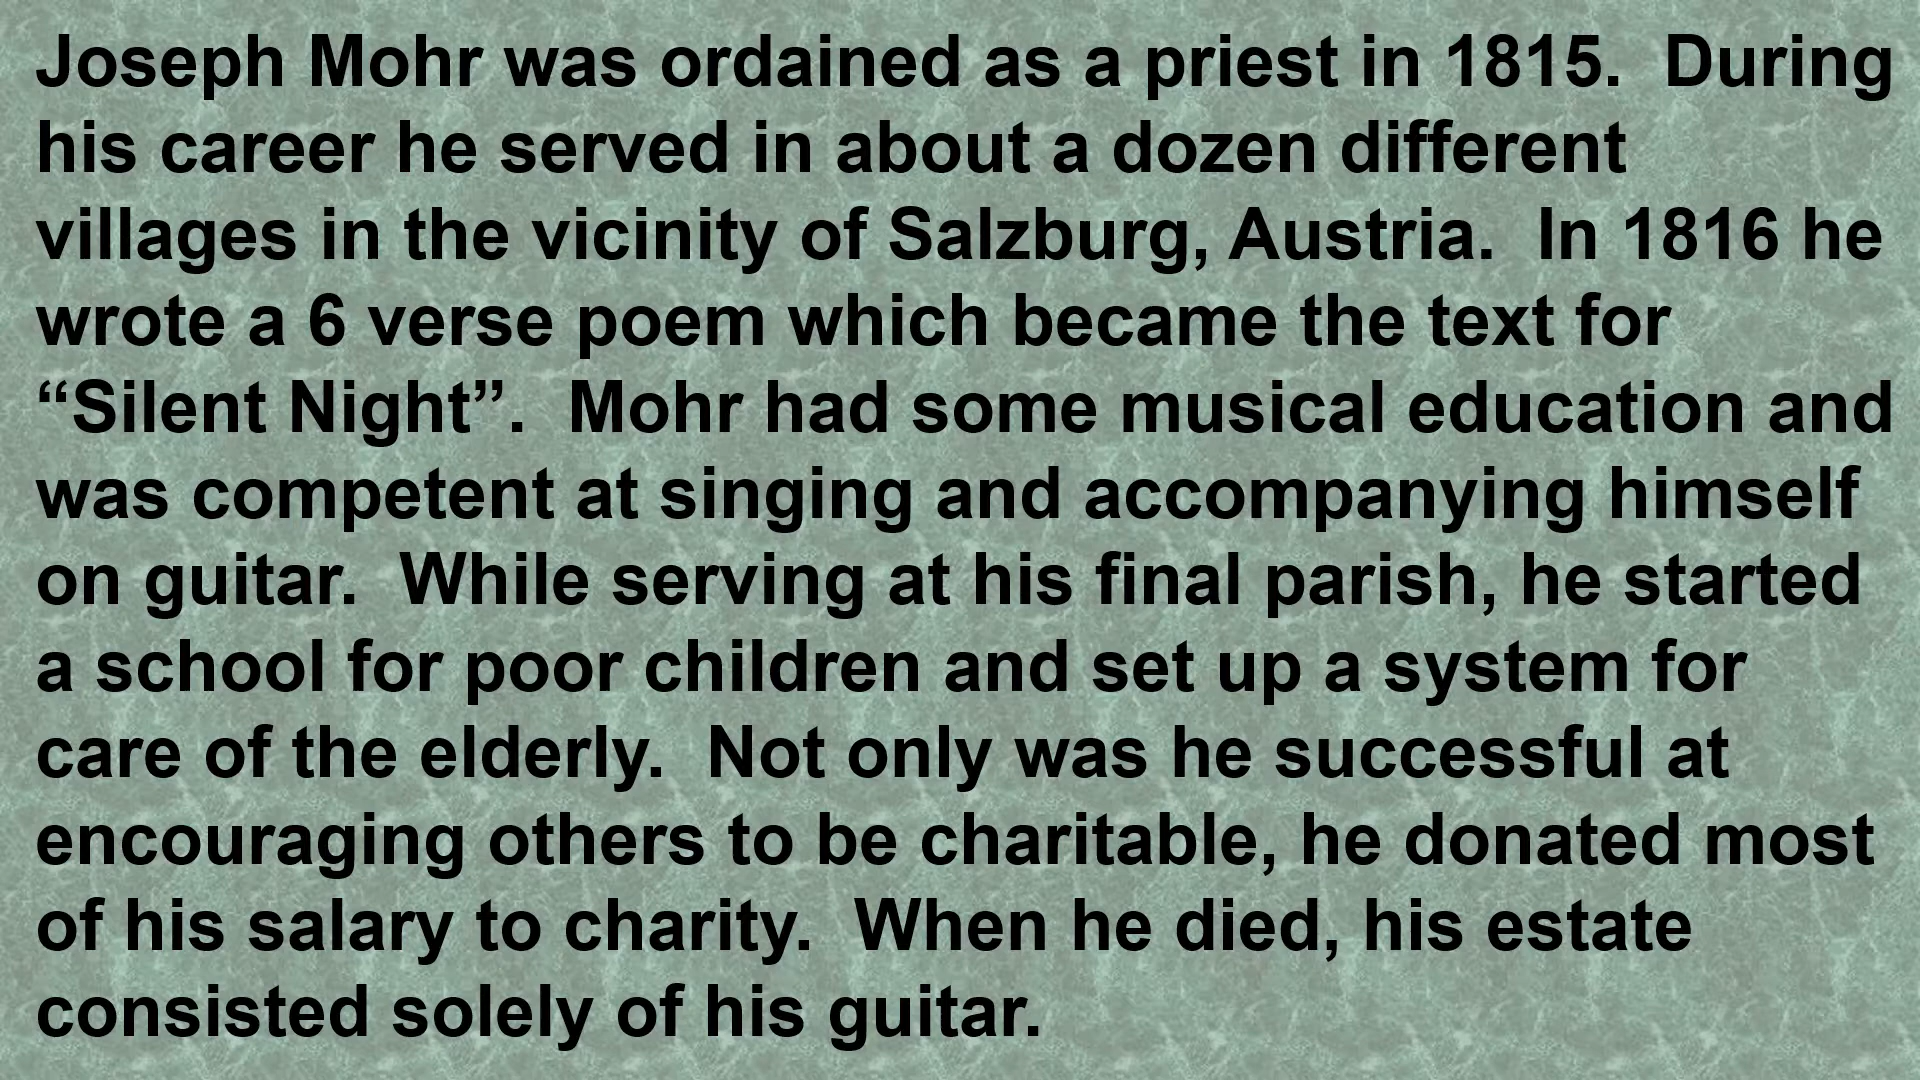 Joseph Mohr was ordained as a priest in 1815.  During
his career he served in about a dozen different
villages in the vicinity of Salzburg, Austria.  In 1816 he
wrote a 6 verse poem which became the text for
“Silent Night”.  Mohr had some musical education and
was competent at singing and accompanying himself
on guitar.  While serving at his final parish, he started
a school for poor children and set up a system for
care of the elderly.  Not only was he successful at
encouraging others to be charitable, he donated most
of his salary to charity.  When he died, his estate
consisted solely of his guitar.